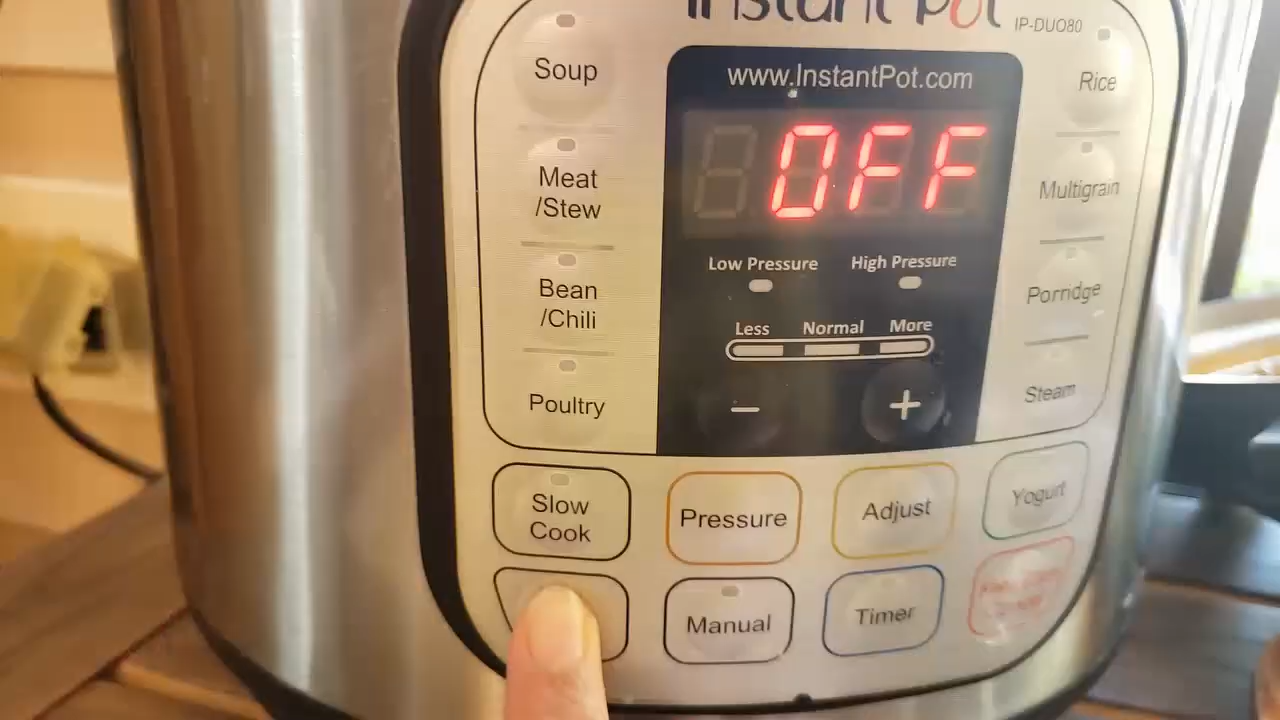 Instant Pot
IP-DUO80
Soup
www.InstantPot.com
Rice
OFF
Meat
/Stew
Multigrain
Low Pressure
High Pressure
Bean
/Chili
Porridge
Less
Normal
More
Poultry
−
+
Steam
Slow
Cook
Pressure
Adjust
Yogurt
Manual
Timer